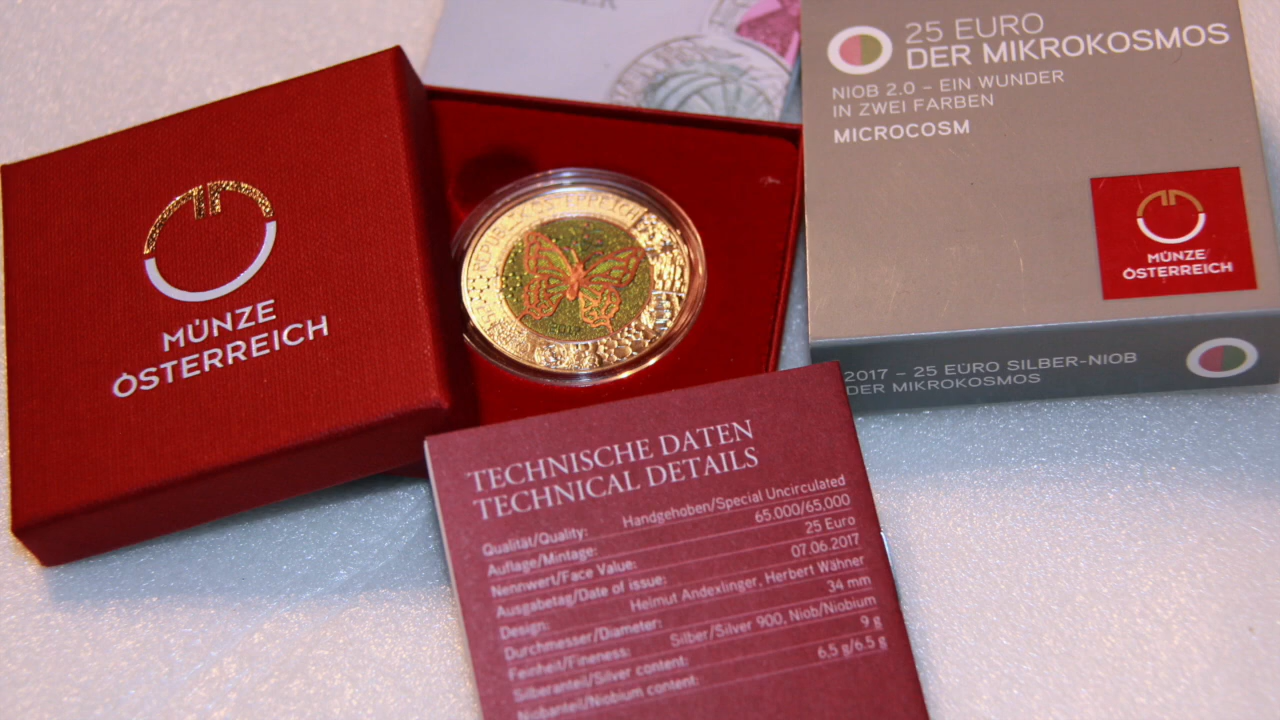 25 EURO
DER MIKROKOSMOS
NIOB 2.0 – EIN WUNDER
IN ZWEI FARBEN
MICROCOSM
MÜNZE
ÖSTERREICH
2017 – 25 EURO SILBER-NIOB
DER MIKROKOSMOS
MÜNZE
ÖSTERREICH
REPUBLIK ÖSTERREICH
TECHNISCHE DATEN
TECHNICAL DETAILS
Qualität/Quality: Handgehoben/Special Uncirculated
Auflage/Mintage: 65.000/65,000
Nennwert/Face Value: 25 Euro
Ausgabetag/Date of issue: 07.06.2017
Design: Helmut Andexlinger, Herbert Wähner
Durchmesser/Diameter: 34 mm
Feinheit/Fineness: Silber/Silver 900, Niob/Niobium
Silberanteil/Silver content: 9 g
Niobanteil/Niobium content: 6,5 g/6.5 g